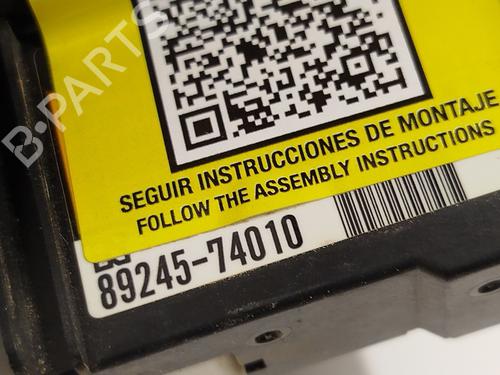 B-PARTS
SEGUIR INSTRUCCIONES DE MONTAJE
FOLLOW THE ASSEMBLY INSTRUCTIONS
89245-74010